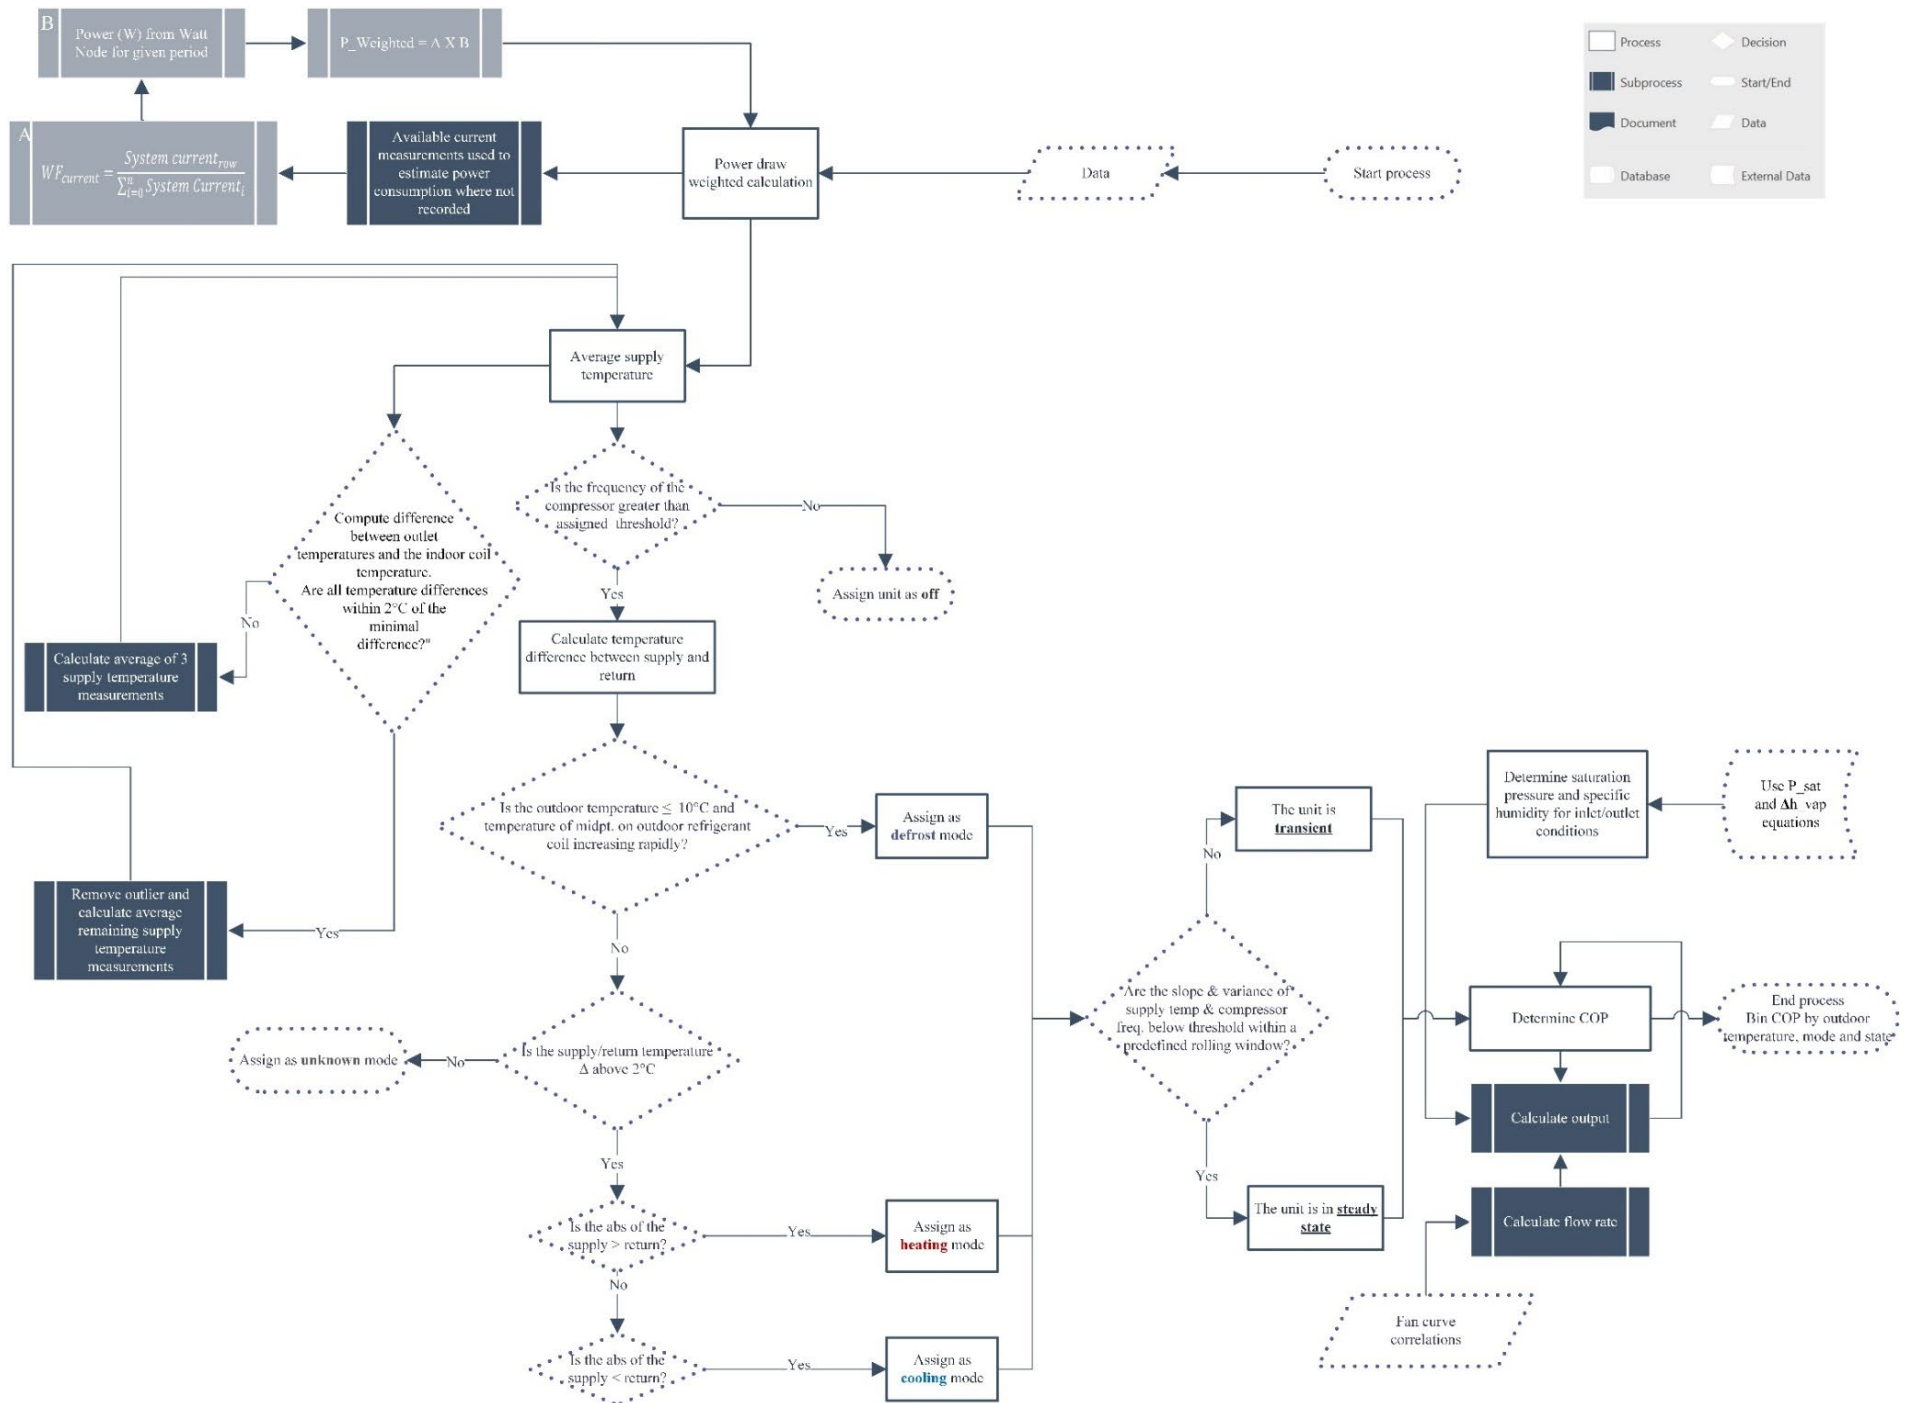 B
Power (W) from Watt
Node for given period
P_Weighted = A X B
Process
Decision
Subprocess
Start/End
Document
Data
Database
External Data
A
WF_current = System current_row / ∑_{i=0}^{n} System Current_i
Available current
measurements used to
estimate power
consumption where not
recorded
Power draw
weighted calculation
Data
Start process
Average supply
temperature
Is the frequency of the
compressor greater than
assigned threshold?
No
Assign unit as off
Yes
Compute difference
between outlet
temperatures and the indoor coil
temperature.
Are all temperature differences
within 2°C of the
minimal
difference?"
No
Calculate average of 3
supply temperature
measurements
Yes
Remove outlier and
calculate average
remaining supply
temperature
measurements
Calculate temperature
difference between supply and
return
Is the outdoor temperature ≤ 10°C and
temperature of midpt. on outdoor refrigerant
coil increasing rapidly?
Yes
Assign as
defrost mode
No
Is the supply/return temperature
Δ above 2°C
No
Assign as unknown mode
Yes
Is the abs of the
supply > return?
Yes
Assign as
heating mode
No
Is the abs of the
supply < return?
Yes
Assign as
cooling mode
Are the slope & variance of
supply temp & compressor
freq. below threshold within a
predefined rolling window?
No
The unit is
transient
Yes
The unit is in steady
state
Determine saturation
pressure and specific
humidity for inlet/outlet
conditions
Use P_sat
and Δh_vap
equations
Determine COP
End process
Bin COP by outdoor
temperature, mode and state
Calculate output
Calculate flow rate
Fan curve
correlations